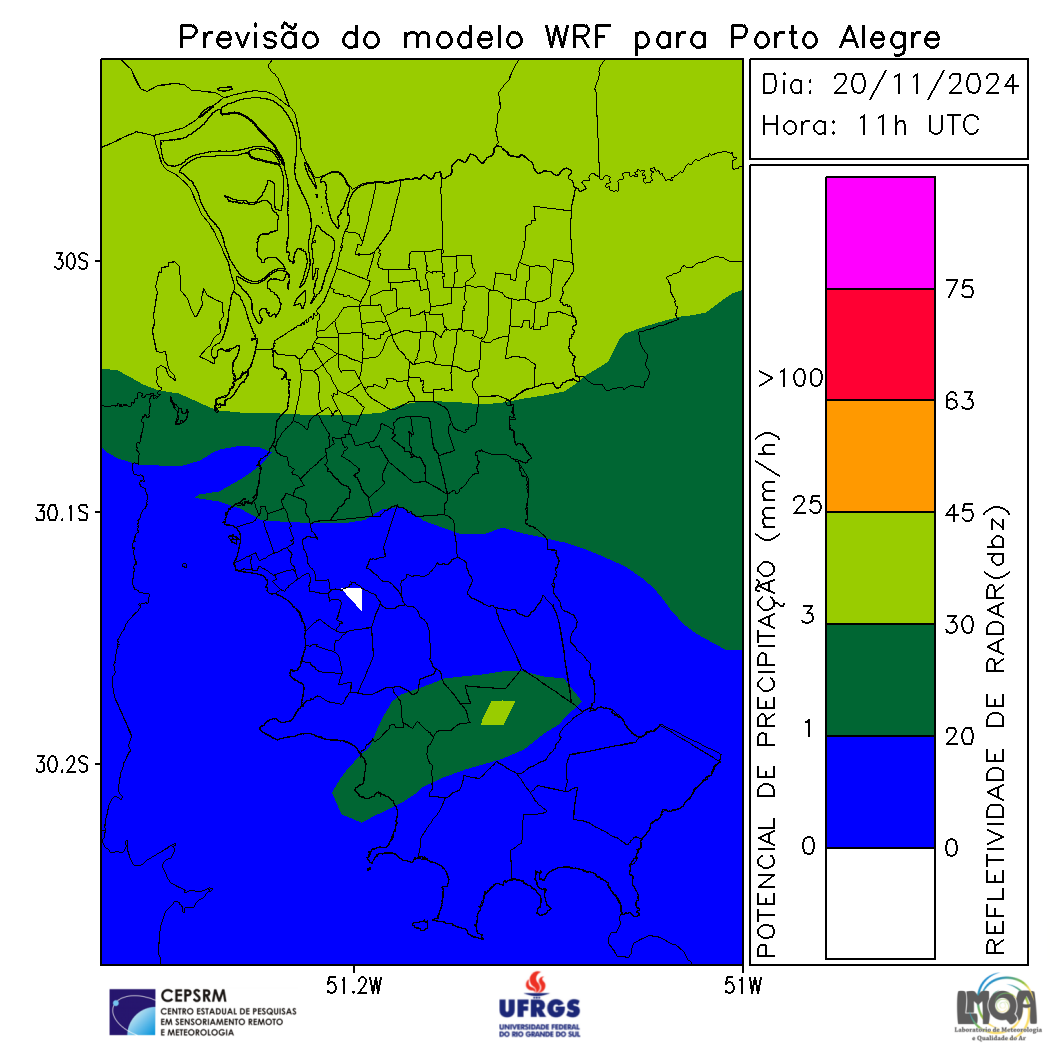 Previsão do modelo WRF para Porto Alegre
Dia: 20/11/2024
Hora: 11h UTC
30S
30.1S
30.2S
51.2W
51W
POTENCIAL DE PRECIPITAÇÃO (mm/h)
>100
25
3
1
0
75
63
45
30
20
0
REFLETIVIDADE DE RADAR(dbz)
CEPSRM
CENTRO ESTADUAL DE PESQUISAS
EM SENSORIAMENTO REMOTO
E METEOROLOGIA
UFRGS
UNIVERSIDADE FEDERAL
DO RIO GRANDE DO SUL
LMQA
Laboratório de Meteorologia
e Qualidade do Ar